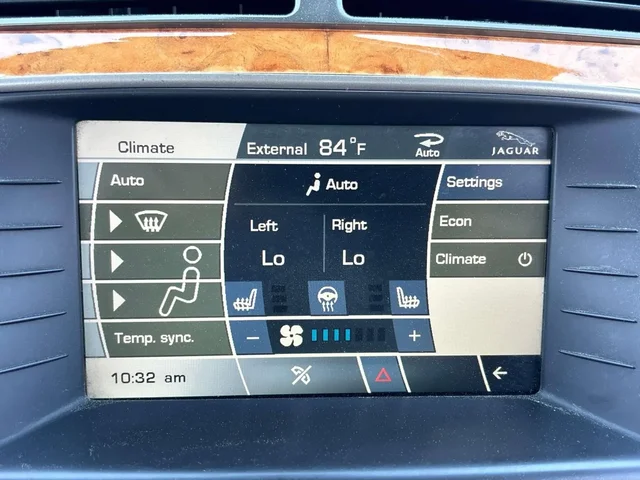 Climate
External 84°F
Auto
JAGUAR
Auto
Auto
Settings
Left
Right
Econ
Lo
Lo
Climate
Temp. sync.
- +
10:32 am